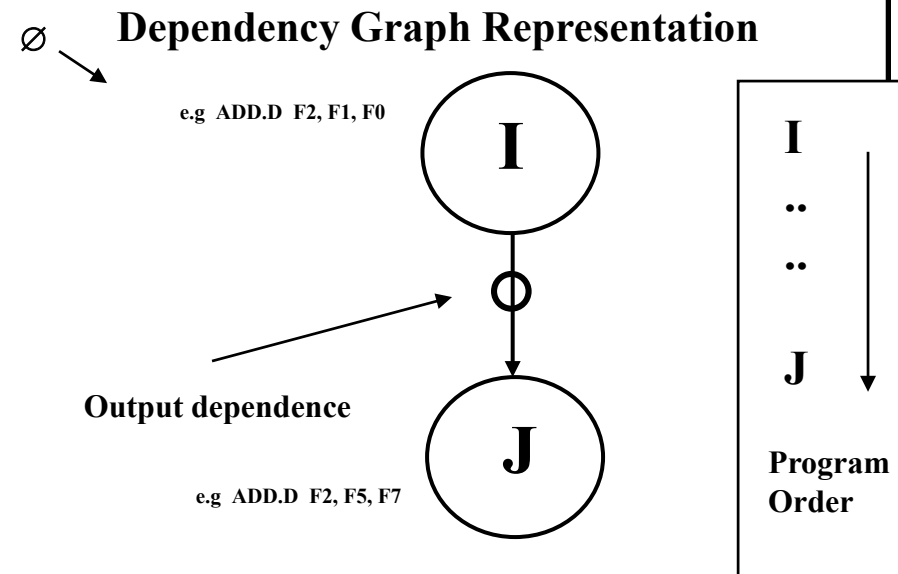 Dependency Graph Representation
∅
e.g ADD.D F2, F1, F0
I
Output dependence
J
e.g ADD.D F2, F5, F7
I
..
..
J
Program
Order